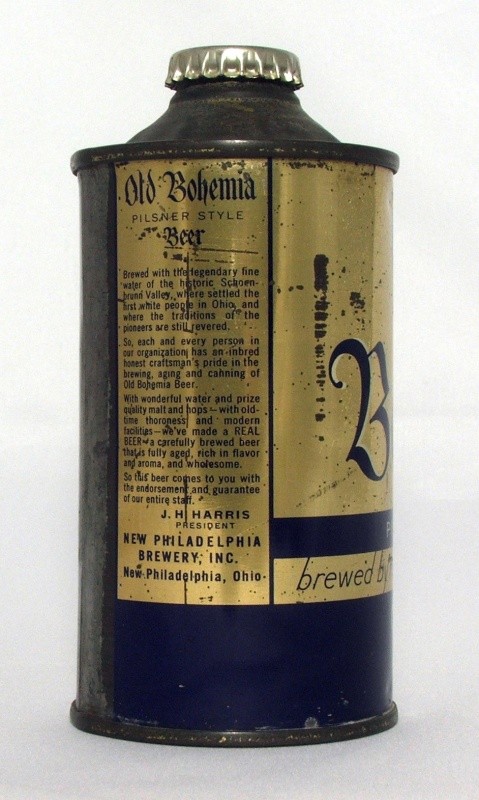 Old Bohemia
PILSNER STYLE
Beer
Brewed with the legendary fine
water of the historic Schoen-
brunn Valley, where settled the
first white people in Ohio, and
where the traditions of the
pioneers are still revered.
So, each and every person in
our organization has an inbred
honest craftsman's pride in the
brewing, aging and canning of
Old Bohemia Beer.
With wonderful water and prize
quality malt and hops—with old-
time thoroness and modern
facilities—we've made a REAL
BEER—a carefully brewed beer
that is fully aged, rich in flavor
and aroma, and wholesome.
So this beer comes to you with
the endorsement and guarantee
of our entire staff.
J. H. HARRIS
PRESIDENT
NEW PHILADELPHIA
BREWERY, INC.
New Philadelphia, Ohio
B
P
brewed by